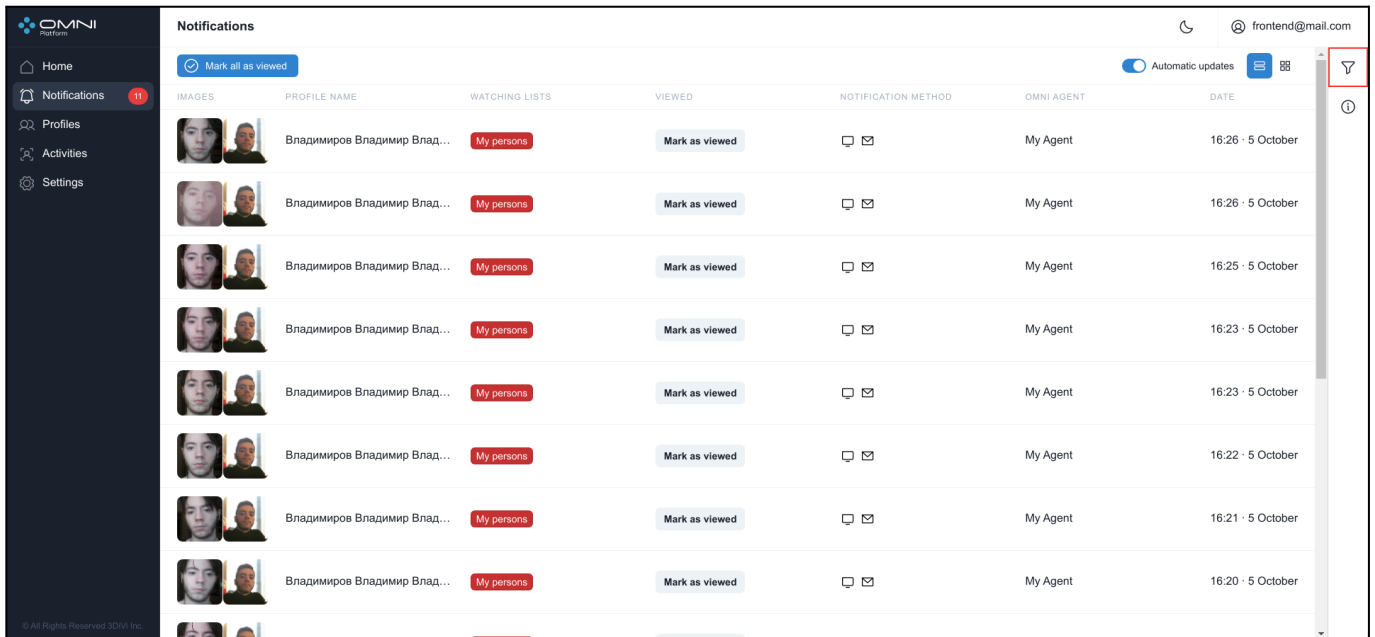 OMNI
Platform
Notifications
frontend@mail.com
Home
Notifications 11
Profiles
Activities
Settings
Mark all as viewed
Automatic updates
IMAGES PROFILE NAME WATCHING LISTS VIEWED NOTIFICATION METHOD OMNI AGENT DATE
Владимиров Владимир Влад... My persons Mark as viewed My Agent 16:26 · 5 October
Владимиров Владимир Влад... My persons Mark as viewed My Agent 16:26 · 5 October
Владимиров Владимир Влад... My persons Mark as viewed My Agent 16:25 · 5 October
Владимиров Владимир Влад... My persons Mark as viewed My Agent 16:23 · 5 October
Владимиров Владимир Влад... My persons Mark as viewed My Agent 16:23 · 5 October
Владимиров Владимир Влад... My persons Mark as viewed My Agent 16:22 · 5 October
Владимиров Владимир Влад... My persons Mark as viewed My Agent 16:21 · 5 October
Владимиров Владимир Влад... My persons Mark as viewed My Agent 16:20 · 5 October
© All Rights Reserved 3DiVi Inc.